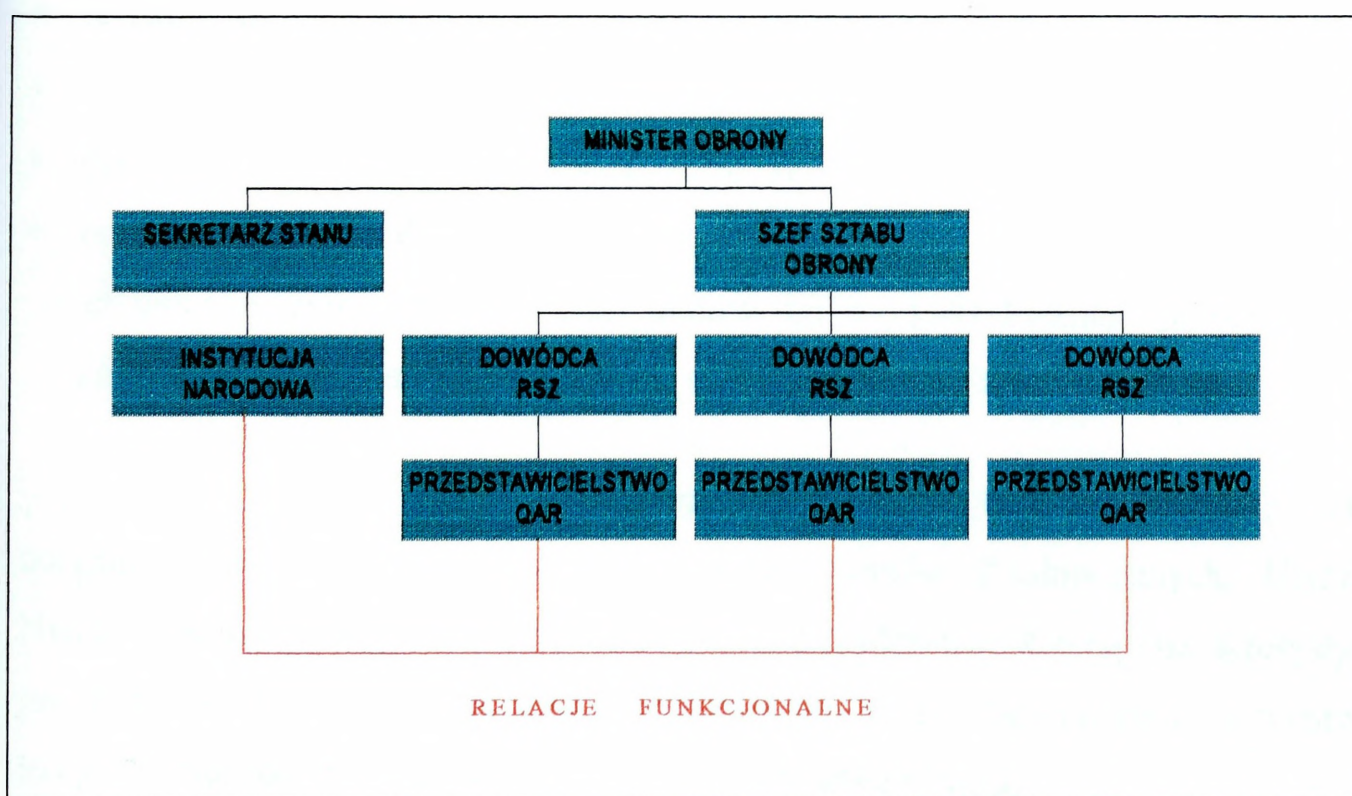 MINISTER OBRONY
SEKRETARZ STANU
SZEF SZTABU
OBRONY
INSTYTUCJA
NARODOWA
DOWÓDCA
RSZ
DOWÓDCA
RSZ
DOWÓDCA
RSZ
PRZEDSTAWICIELSTWO
QAR
PRZEDSTAWICIELSTWO
QAR
PRZEDSTAWICIELSTWO
QAR
RELACJE FUNKCJONALNE